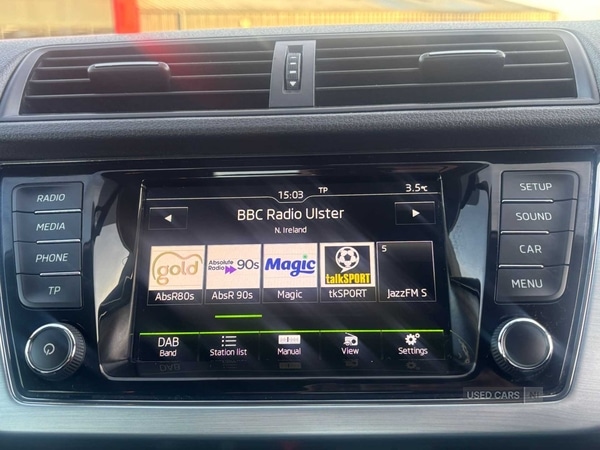 15:03 TP 3.5°C
BBC Radio Ulster
N. Ireland
gold
Absolute Radio 90s
Magic
talkSPORT
5
AbsR80s
AbsR 90s
Magic
tkSPORT
JazzFM S
DAB
Band
Station list
Manual
View
Settings
RADIO
MEDIA
PHONE
TP
SETUP
SOUND
CAR
MENU
USED CARS NI